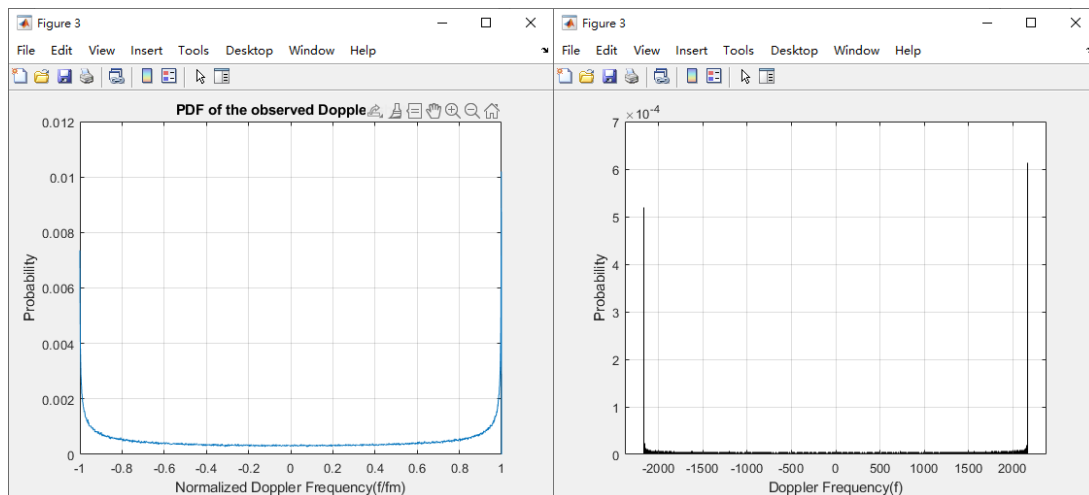 Figure 3
File Edit View Insert Tools Desktop Window Help
PDF of the observed Dopple
0.012
0.01
0.008
0.006
0.004
0.002
0
Probability
-1 -0.8 -0.6 -0.4 -0.2 0 0.2 0.4 0.6 0.8 1
Normalized Doppler Frequency(f/fm)
Figure 3
File Edit View Insert Tools Desktop Window Help
×10-4
7
6
5
4
3
2
1
0
Probability
-2000 -1500 -1000 -500 0 500 1000 1500 2000
Doppler Frequency(f)